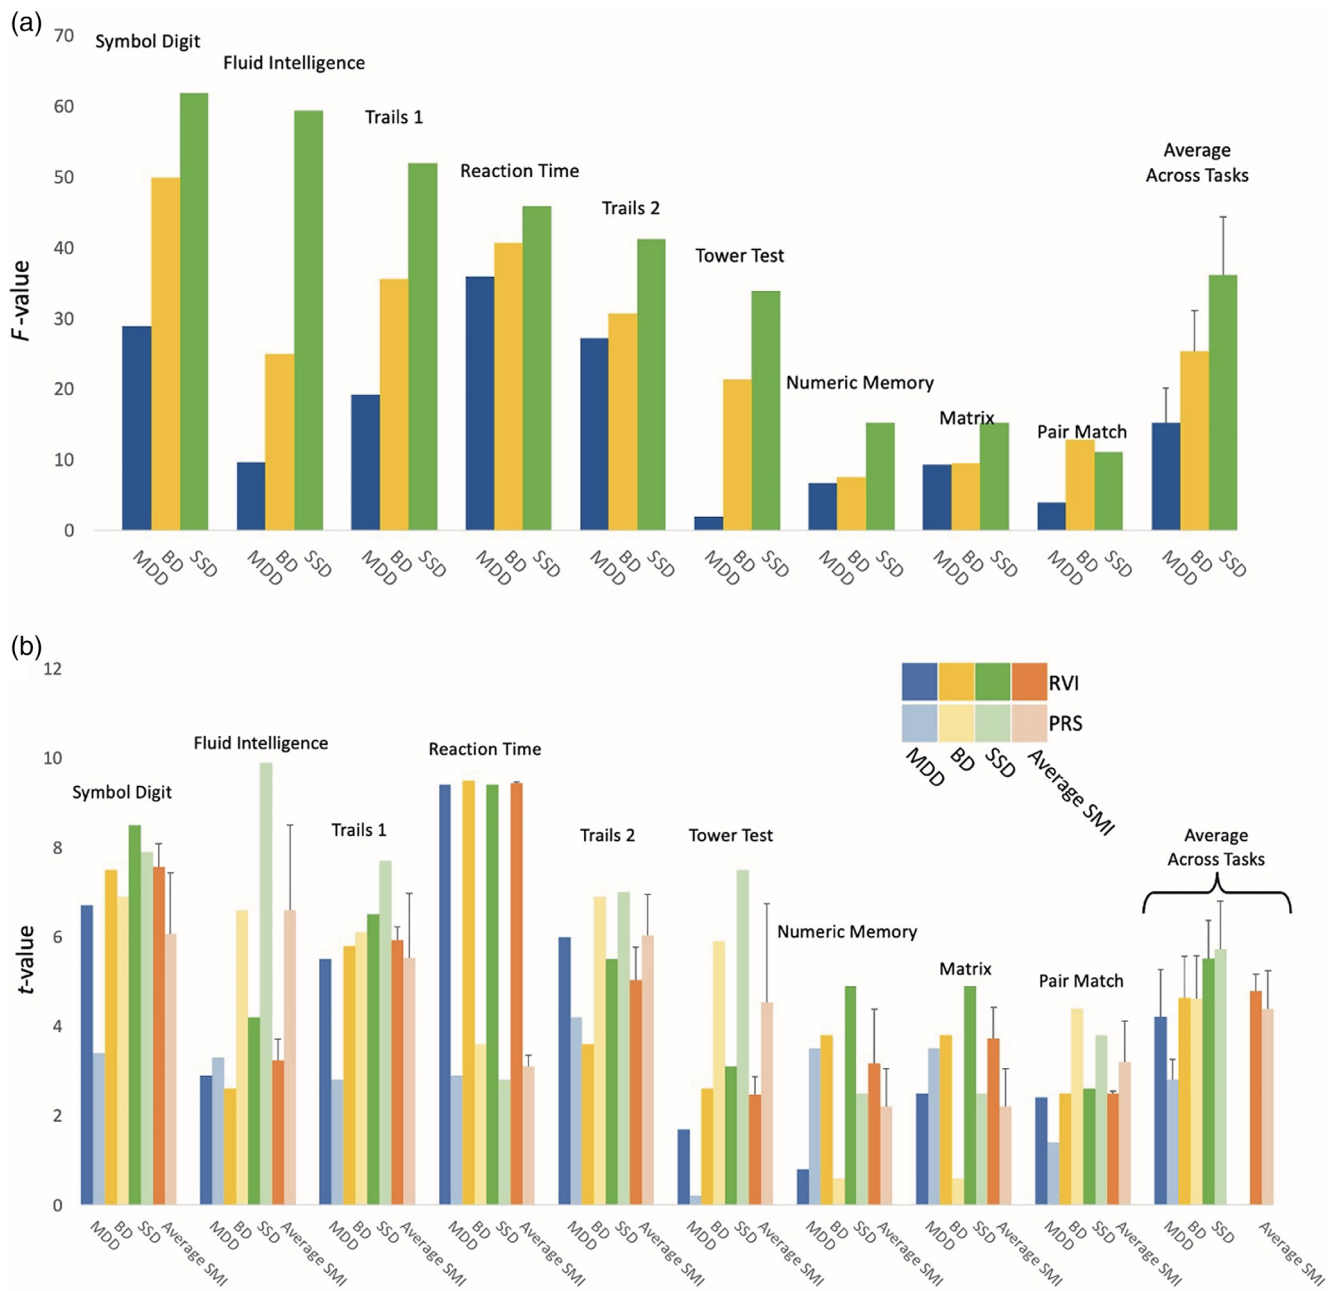 (a)
70
60
50
40
30
20
10
0
F-value
Symbol Digit
Fluid Intelligence
Trails 1
Reaction Time
Trails 2
Tower Test
Numeric Memory
Matrix
Pair Match
Average
Across Tasks
MDD BD SSD
MDD BD SSD
MDD BD SSD
MDD BD SSD
MDD BD SSD
MDD BD SSD
MDD BD SSD
MDD BD SSD
MDD BD SSD
MDD BD SSD
(b)
12
10
8
6
4
2
0
t-value
RVI
PRS
MDD BD SSD Average SMI
Symbol Digit
Fluid Intelligence
Trails 1
Reaction Time
Trails 2
Tower Test
Numeric Memory
Matrix
Pair Match
Average
Across Tasks
MDD BD SSD Average SMI
MDD BD SSD Average SMI
MDD BD SSD Average SMI
MDD BD SSD Average SMI
MDD BD SSD Average SMI
MDD BD SSD Average SMI
MDD BD SSD Average SMI
MDD BD SSD Average SMI
MDD BD SSD Average SMI
MDD BD SSD Average SMI